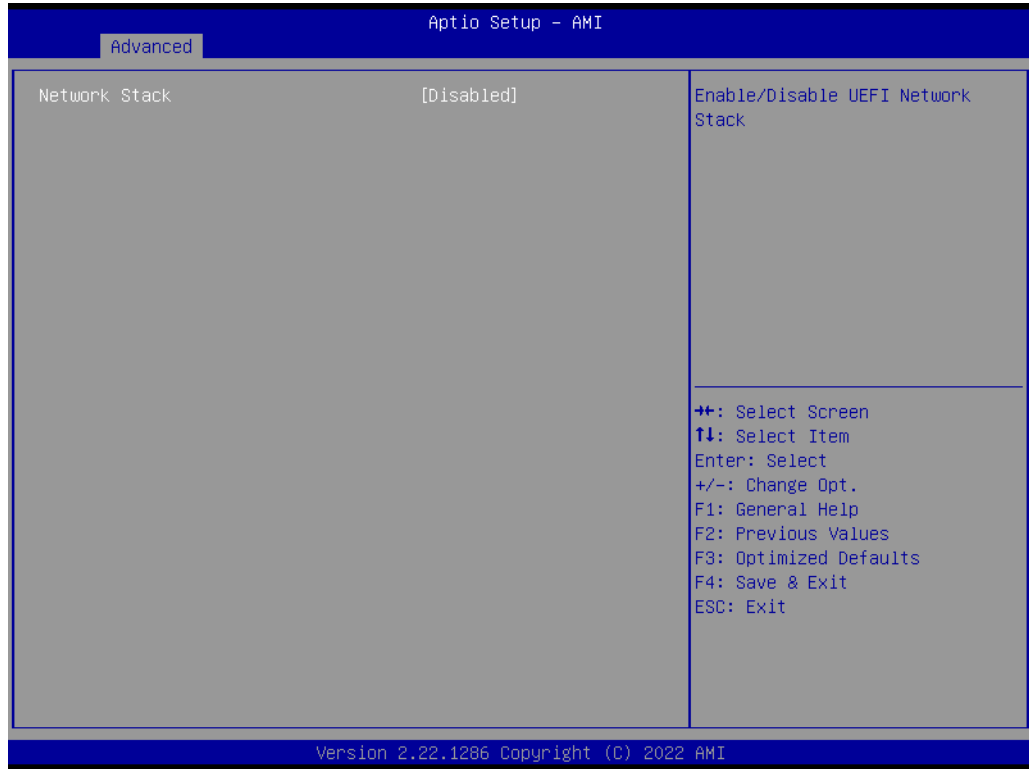 Aptio Setup – AMI
Advanced
Network Stack [Disabled]
Enable/Disable UEFI Network
Stack
→←: Select Screen
↑↓: Select Item
Enter: Select
+/-: Change Opt.
F1: General Help
F2: Previous Values
F3: Optimized Defaults
F4: Save & Exit
ESC: Exit
Version 2.22.1286 Copyright (C) 2022 AMI